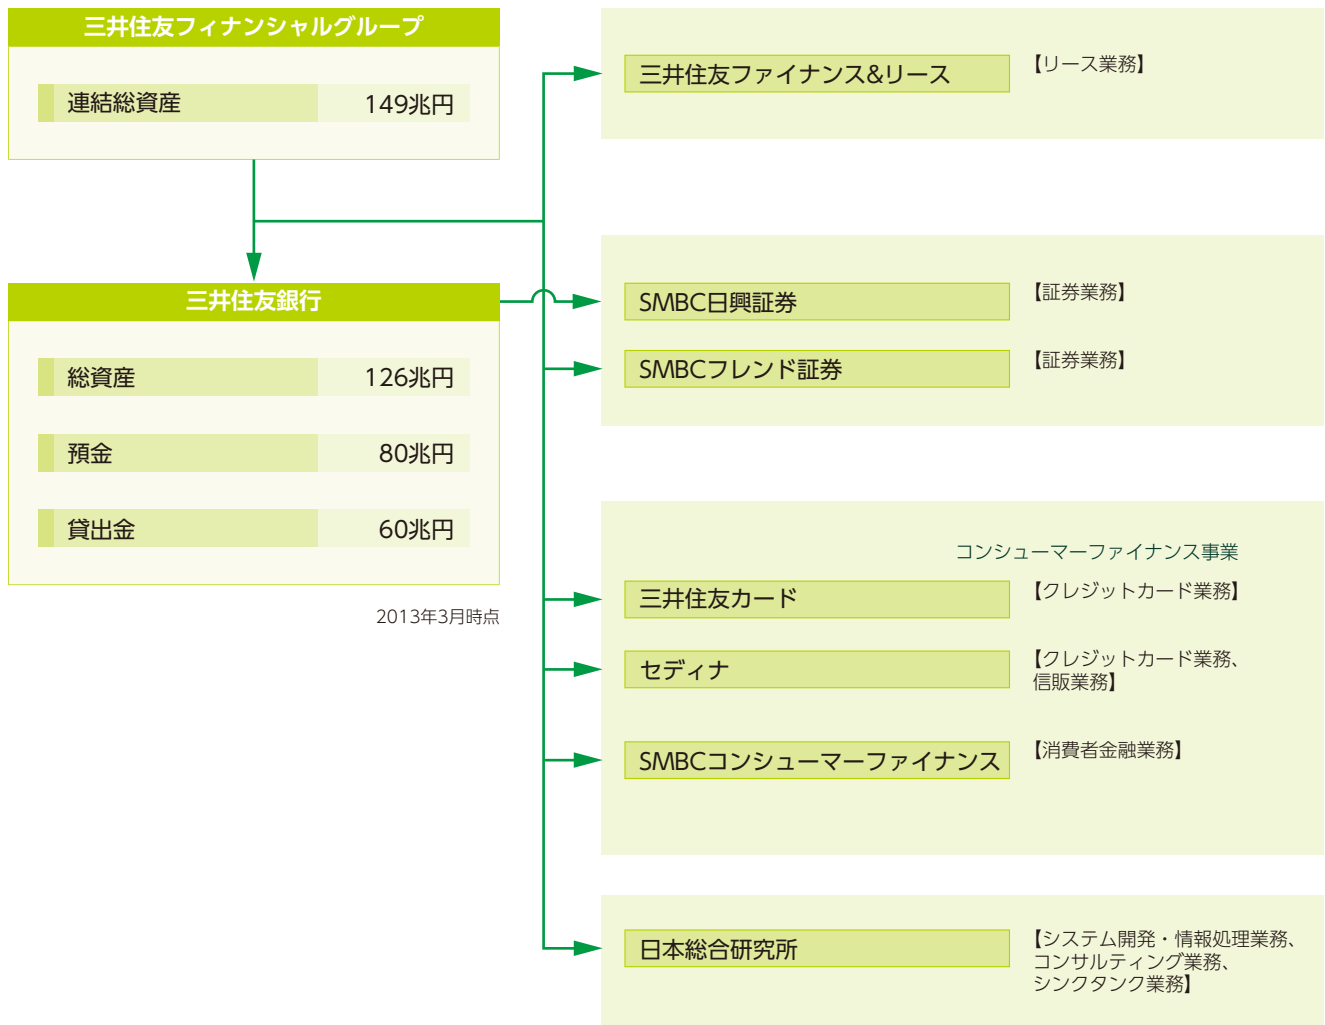 三井住友フィナンシャルグループ
連結総資産
149兆円
三井住友銀行
総資産
126兆円
預金
80兆円
貸出金
60兆円
2013年3月時点
三井住友ファイナンス&リース
【リース業務】
SMBC日興証券
【証券業務】
SMBCフレンド証券
【証券業務】
コンシューマーファイナンス事業
三井住友カード
【クレジットカード業務】
セディナ
【クレジットカード業務、
信販業務】
SMBCコンシューマーファイナンス
【消費者金融業務】
日本総合研究所
【システム開発・情報処理業務、
コンサルティング業務、
シンクタンク業務】